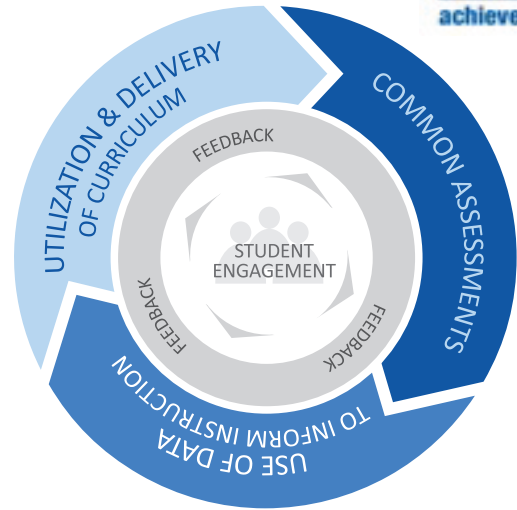 achieve
UTILIZATION & DELIVERY
OF CURRICULUM
COMMON ASSESSMENTS
FEEDBACK
STUDENT
ENGAGEMENT
FEEDBACK
FEEDBACK
USE OF DATA
TO INFORM INSTRUCTION